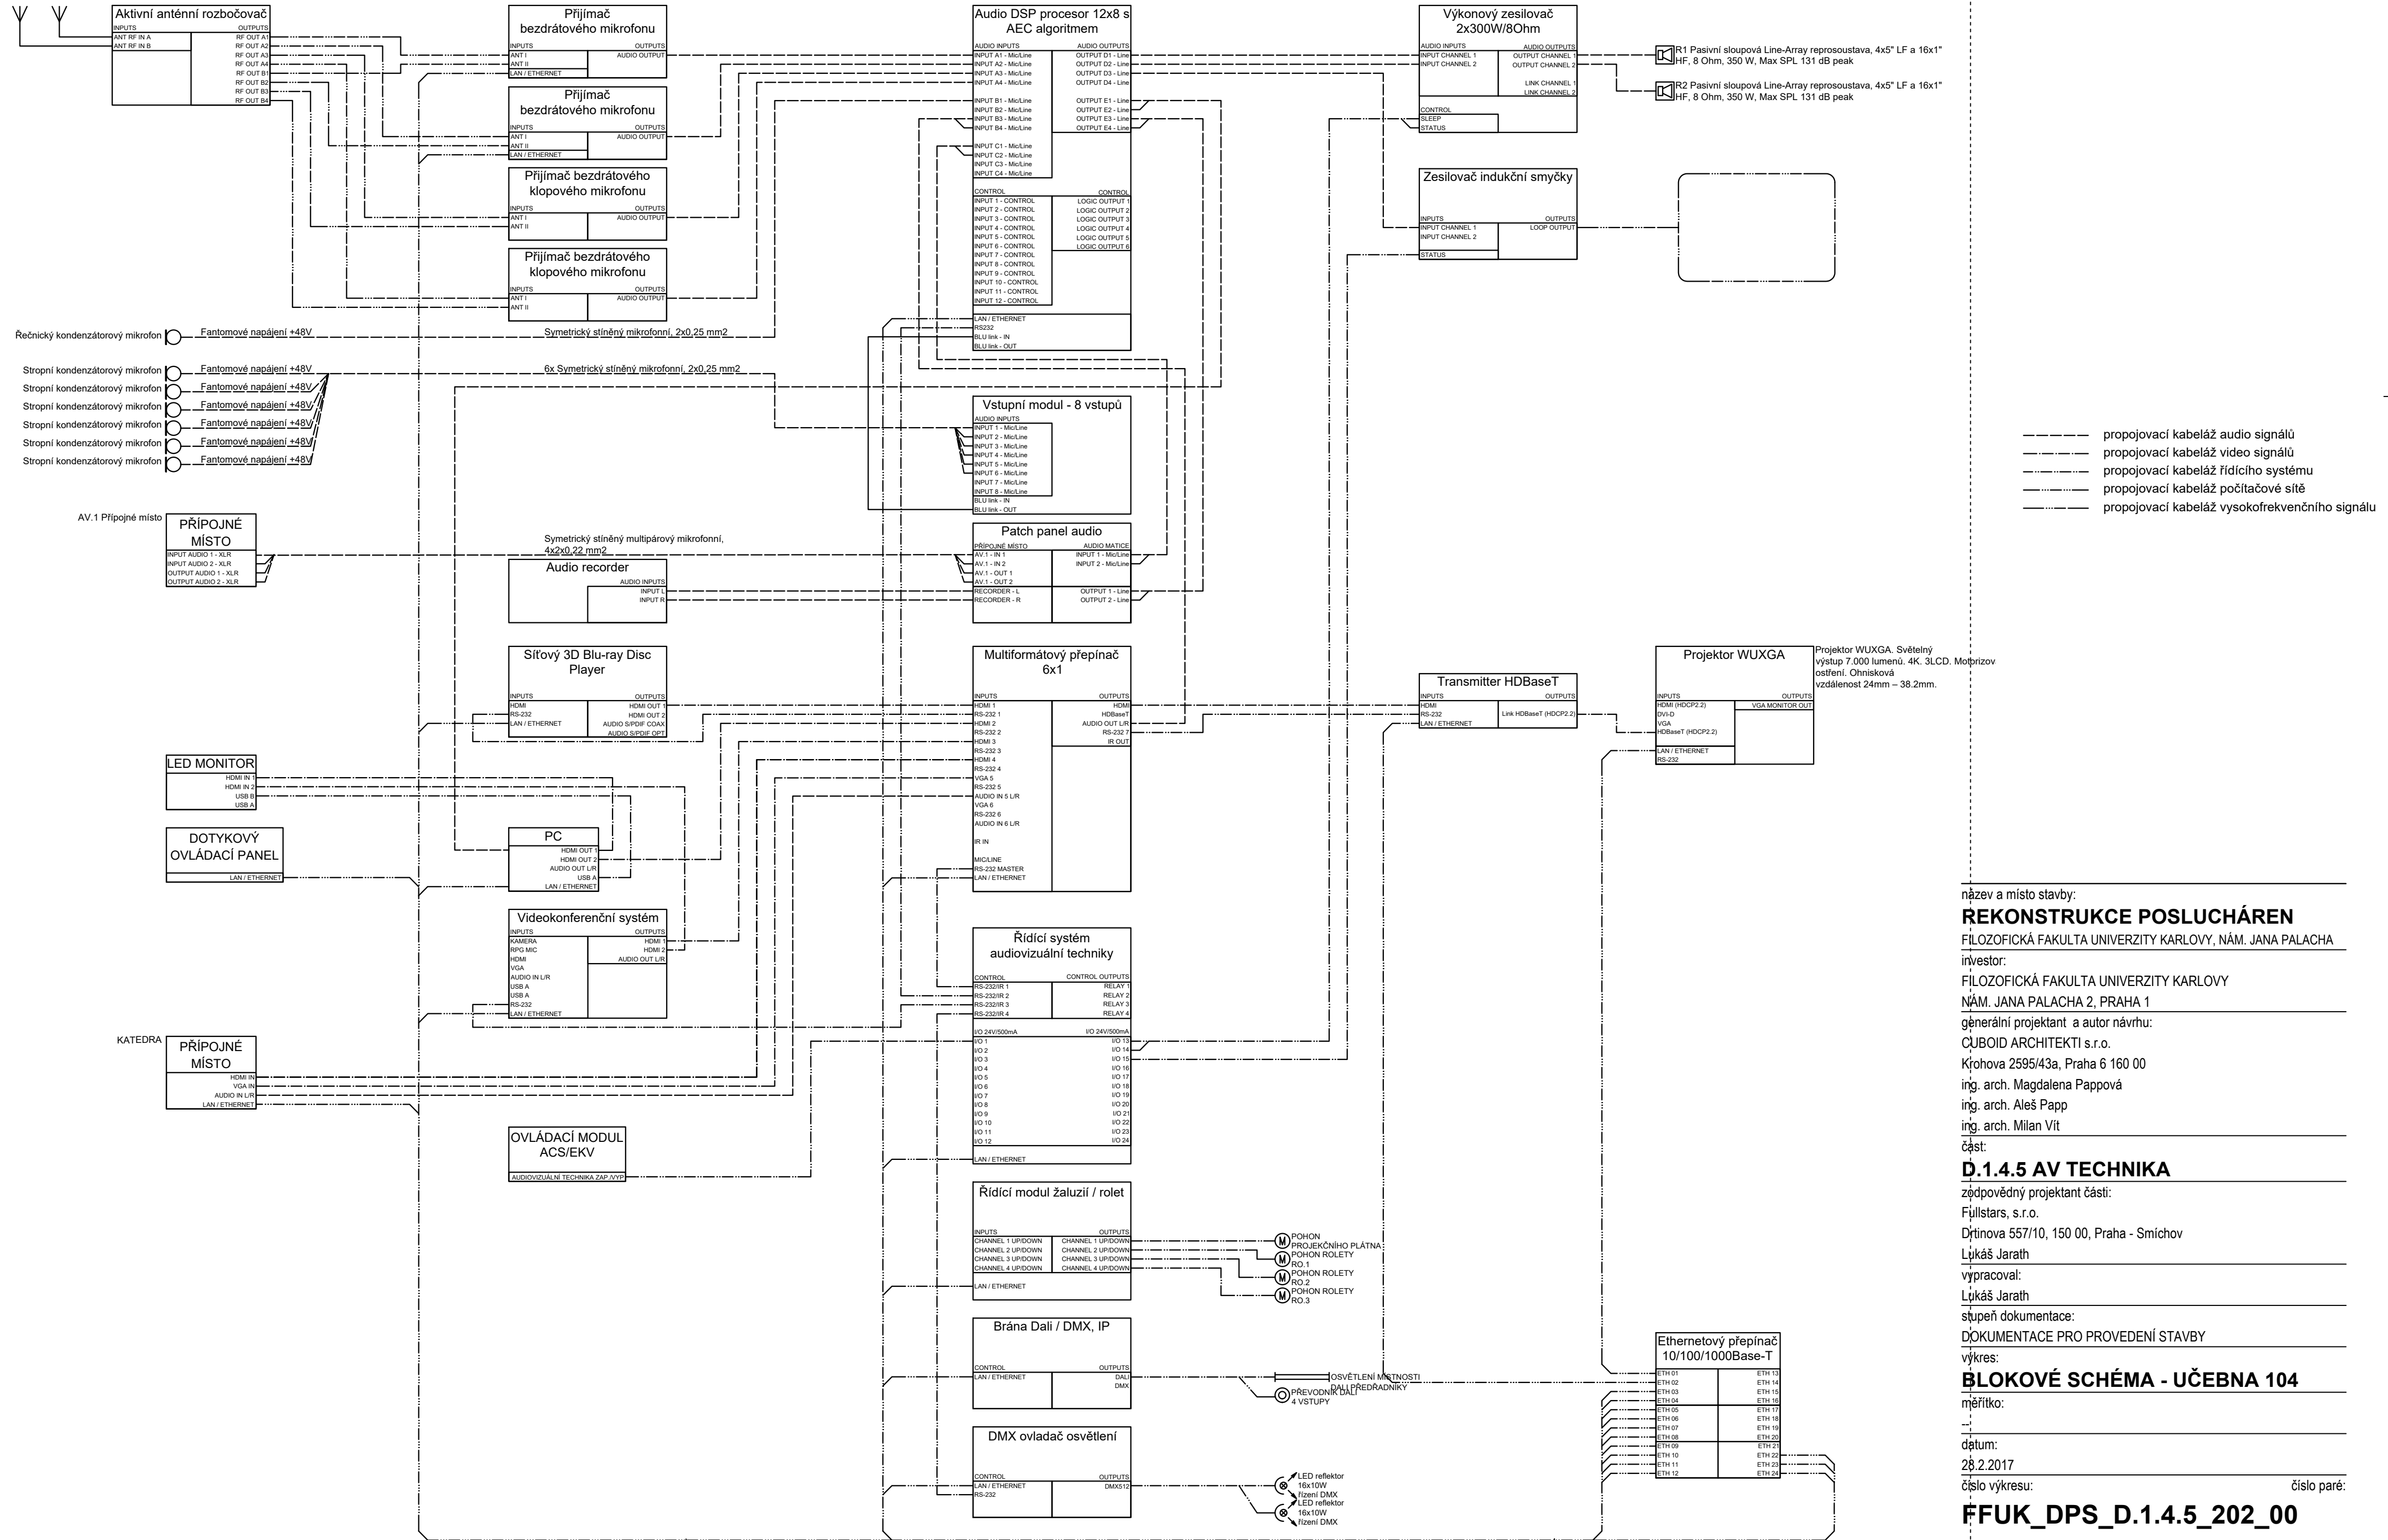 Aktivní anténní rozbočovač
INPUTS
OUTPUTS
ANT RF IN A
ANT RF IN B
RF OUT A1
RF OUT A2
RF OUT A3
RF OUT A4
RF OUT B1
RF OUT B2
RF OUT B3
RF OUT B4
Přijímač
bezdrátového mikrofonu
INPUTS
OUTPUTS
ANT I
ANT II
LAN / ETHERNET
AUDIO OUTPUT
Přijímač
bezdrátového mikrofonu
INPUTS
OUTPUTS
ANT I
ANT II
LAN / ETHERNET
AUDIO OUTPUT
Přijímač bezdrátového
klopového mikrofonu
INPUTS
OUTPUTS
ANT I
ANT II
AUDIO OUTPUT
Přijímač bezdrátového
klopového mikrofonu
INPUTS
OUTPUTS
ANT I
ANT II
AUDIO OUTPUT
Řečnický kondenzátorový mikrofon
Fantomové napájení +48V
Symetrický stíněný mikrofonní, 2x0,25 mm2
Stropní kondenzátorový mikrofon
Fantomové napájení +48V
6x Symetrický stíněný mikrofonní, 2x0,25 mm2
Stropní kondenzátorový mikrofon
Fantomové napájení +48V
Stropní kondenzátorový mikrofon
Fantomové napájení +48V
Stropní kondenzátorový mikrofon
Fantomové napájení +48V
Stropní kondenzátorový mikrofon
Fantomové napájení +48V
Stropní kondenzátorový mikrofon
Fantomové napájení +48V
AV.1 Přípojné místo
PŘÍPOJNÉ
MÍSTO
INPUT AUDIO 1 - XLR
INPUT AUDIO 2 - XLR
OUTPUT AUDIO 1 - XLR
OUTPUT AUDIO 2 - XLR
Symetrický stíněný multipárový mikrofonní,
4x2x0,22 mm2
Audio recorder
AUDIO INPUTS
INPUT L
INPUT R
Síťový 3D Blu-ray Disc
Player
INPUTS
OUTPUTS
HDMI
RS-232
LAN / ETHERNET
HDMI OUT 1
HDMI OUT 2
AUDIO S/PDIF COAX
AUDIO S/PDIF OPT
LED MONITOR
HDMI IN 1
HDMI IN 2
USB B
USB A
DOTYKOVÝ
OVLÁDACÍ PANEL
LAN / ETHERNET
PC
HDMI OUT 1
HDMI OUT 2
AUDIO OUT L/R
USB A
LAN / ETHERNET
Videokonferenční systém
INPUTS
OUTPUTS
KAMERA
RPG MIC
HDMI
VGA
AUDIO IN L/R
USB A
USB A
RS-232
LAN / ETHERNET
HDMI 1
HDMI 2
AUDIO OUT L/R
KATEDRA
PŘÍPOJNÉ
MÍSTO
HDMI IN
VGA IN
AUDIO IN L/R
LAN / ETHERNET
OVLÁDACÍ MODUL
ACS/EKV
AUDIOVIZUÁLNÍ TECHNIKA ZAP./VYP
Audio DSP procesor 12x8 s
AEC algoritmem
AUDIO INPUTS
AUDIO OUTPUTS
INPUT A1 - Mic/Line
INPUT A2 - Mic/Line
INPUT A3 - Mic/Line
INPUT A4 - Mic/Line
INPUT B1 - Mic/Line
INPUT B2 - Mic/Line
INPUT B3 - Mic/Line
INPUT B4 - Mic/Line
INPUT C1 - Mic/Line
INPUT C2 - Mic/Line
INPUT C3 - Mic/Line
INPUT C4 - Mic/Line
OUTPUT D1 - Line
OUTPUT D2 - Line
OUTPUT D3 - Line
OUTPUT D4 - Line
OUTPUT E1 - Line
OUTPUT E2 - Line
OUTPUT E3 - Line
OUTPUT E4 - Line
CONTROL
CONTROL
INPUT 1 - CONTROL
INPUT 2 - CONTROL
INPUT 3 - CONTROL
INPUT 4 - CONTROL
INPUT 5 - CONTROL
INPUT 6 - CONTROL
INPUT 7 - CONTROL
INPUT 8 - CONTROL
INPUT 9 - CONTROL
INPUT 10 - CONTROL
INPUT 11 - CONTROL
INPUT 12 - CONTROL
LOGIC OUTPUT 1
LOGIC OUTPUT 2
LOGIC OUTPUT 3
LOGIC OUTPUT 4
LOGIC OUTPUT 5
LOGIC OUTPUT 6
LAN / ETHERNET
RS232
BLU link - IN
BLU link - OUT
Vstupní modul - 8 vstupů
AUDIO INPUTS
INPUT 1 - Mic/Line
INPUT 2 - Mic/Line
INPUT 3 - Mic/Line
INPUT 4 - Mic/Line
INPUT 5 - Mic/Line
INPUT 6 - Mic/Line
INPUT 7 - Mic/Line
INPUT 8 - Mic/Line
BLU link - IN
BLU link - OUT
Patch panel audio
PŘÍPOJNÉ MÍSTO
AUDIO MATICE
AV.1 - IN 1
AV.1 - IN 2
AV.1 - OUT 1
AV.1 - OUT 2
RECORDER - L
RECORDER - R
INPUT 1 - Mic/Line
INPUT 2 - Mic/Line
OUTPUT 1 - Line
OUTPUT 2 - Line
Multiformátový přepínač
6x1
INPUTS
OUTPUTS
HDMI 1
RS-232 1
HDMI 2
RS-232 2
HDMI 3
RS-232 3
HDMI 4
RS-232 4
VGA 5
RS-232 5
AUDIO IN 5 L/R
VGA 6
RS-232 6
AUDIO IN 6 L/R
IR IN
MIC/LINE
RS-232 MASTER
LAN / ETHERNET
HDMI
HDBaseT
AUDIO OUT L/R
RS-232 7
IR OUT
Řídící systém
audiovizuální techniky
CONTROL
CONTROL OUTPUTS
RS-232/IR 1
RS-232/IR 2
RS-232/IR 3
RS-232/IR 4
RELAY 1
RELAY 2
RELAY 3
RELAY 4
I/O 24V/500mA
I/O 24V/500mA
I/O 1
I/O 2
I/O 3
I/O 4
I/O 5
I/O 6
I/O 7
I/O 8
I/O 9
I/O 10
I/O 11
I/O 12
I/O 13
I/O 14
I/O 15
I/O 16
I/O 17
I/O 18
I/O 19
I/O 20
I/O 21
I/O 22
I/O 23
I/O 24
LAN / ETHERNET
Řídící modul žaluzií / rolet
INPUTS
OUTPUTS
CHANNEL 1 UP/DOWN
CHANNEL 2 UP/DOWN
CHANNEL 3 UP/DOWN
CHANNEL 4 UP/DOWN
CHANNEL 1 UP/DOWN
CHANNEL 2 UP/DOWN
CHANNEL 3 UP/DOWN
CHANNEL 4 UP/DOWN
LAN / ETHERNET
M
POHON
PROJEKČNÍHO PLÁTNA
M
POHON ROLETY
RO.1
M
POHON ROLETY
RO.2
M
POHON ROLETY
RO.3
Brána Dali / DMX, IP
CONTROL
OUTPUTS
LAN / ETHERNET
DALI
DMX
OSVĚTLENÍ MÍSTNOSTI
DALI PŘEDŘADNÍKY
PŘEVODNÍK DALI
4 VSTUPY
DMX ovladač osvětlení
CONTROL
OUTPUTS
LAN / ETHERNET
RS-232
DMX512
LED reflektor
16x10W
řízení DMX
LED reflektor
16x10W
řízení DMX
Výkonový zesilovač
2x300W/8Ohm
AUDIO INPUTS
AUDIO OUTPUTS
INPUT CHANNEL 1
INPUT CHANNEL 2
OUTPUT CHANNEL 1
OUTPUT CHANNEL 2
LINK CHANNEL 1
LINK CHANNEL 2
CONTROL
SLEEP
STATUS
R1 Pasivní sloupová Line-Array reprosoustava, 4x5" LF a 16x1"
HF, 8 Ohm, 350 W, Max SPL 131 dB peak
R2 Pasivní sloupová Line-Array reprosoustava, 4x5" LF a 16x1"
HF, 8 Ohm, 350 W, Max SPL 131 dB peak
Zesilovač indukční smyčky
INPUTS
OUTPUTS
INPUT CHANNEL 1
INPUT CHANNEL 2
LOOP OUTPUT
STATUS
Transmitter HDBaseT
INPUTS
OUTPUTS
HDMI
RS-232
LAN / ETHERNET
Link HDBaseT (HDCP2.2)
Projektor WUXGA
INPUTS
OUTPUTS
HDMI (HDCP2.2)
DVI-D
VGA
HDBaseT (HDCP2.2)
LAN / ETHERNET
RS-232
VGA MONITOR OUT
Projektor WUXGA. Světelný
výstup 7.000 lumenů. 4K. 3LCD. Motorizov
ostření. Ohnisková
vzdálenost 24mm – 38.2mm.
Ethernetový přepínač
10/100/1000Base-T
ETH 01
ETH 02
ETH 03
ETH 04
ETH 05
ETH 06
ETH 07
ETH 08
ETH 09
ETH 10
ETH 11
ETH 12
ETH 13
ETH 14
ETH 15
ETH 16
ETH 17
ETH 18
ETH 19
ETH 20
ETH 21
ETH 22
ETH 23
ETH 24
propojovací kabeláž audio signálů
propojovací kabeláž video signálů
propojovací kabeláž řídícího systému
propojovací kabeláž počítačové sítě
propojovací kabeláž vysokofrekvenčního signálu
název a místo stavby:
REKONSTRUKCE POSLUCHÁREN
FILOZOFICKÁ FAKULTA UNIVERZITY KARLOVY, NÁM. JANA PALACHA
investor:
FILOZOFICKÁ FAKULTA UNIVERZITY KARLOVY
NÁM. JANA PALACHA 2, PRAHA 1
generální projektant a autor návrhu:
CUBOID ARCHITEKTI s.r.o.
Krohova 2595/43a, Praha 6 160 00
ing. arch. Magdalena Pappová
ing. arch. Aleš Papp
ing. arch. Milan Vít
část:
D.1.4.5 AV TECHNIKA
zodpovědný projektant části:
Fullstars, s.r.o.
Drtinova 557/10, 150 00, Praha - Smíchov
Lukáš Jarath
vypracoval:
Lukáš Jarath
stupeň dokumentace:
DOKUMENTACE PRO PROVEDENÍ STAVBY
výkres:
BLOKOVÉ SCHÉMA - UČEBNA 104
měřítko:
--
datum:
28.2.2017
číslo výkresu:
číslo paré:
FFUK_DPS_D.1.4.5_202_00